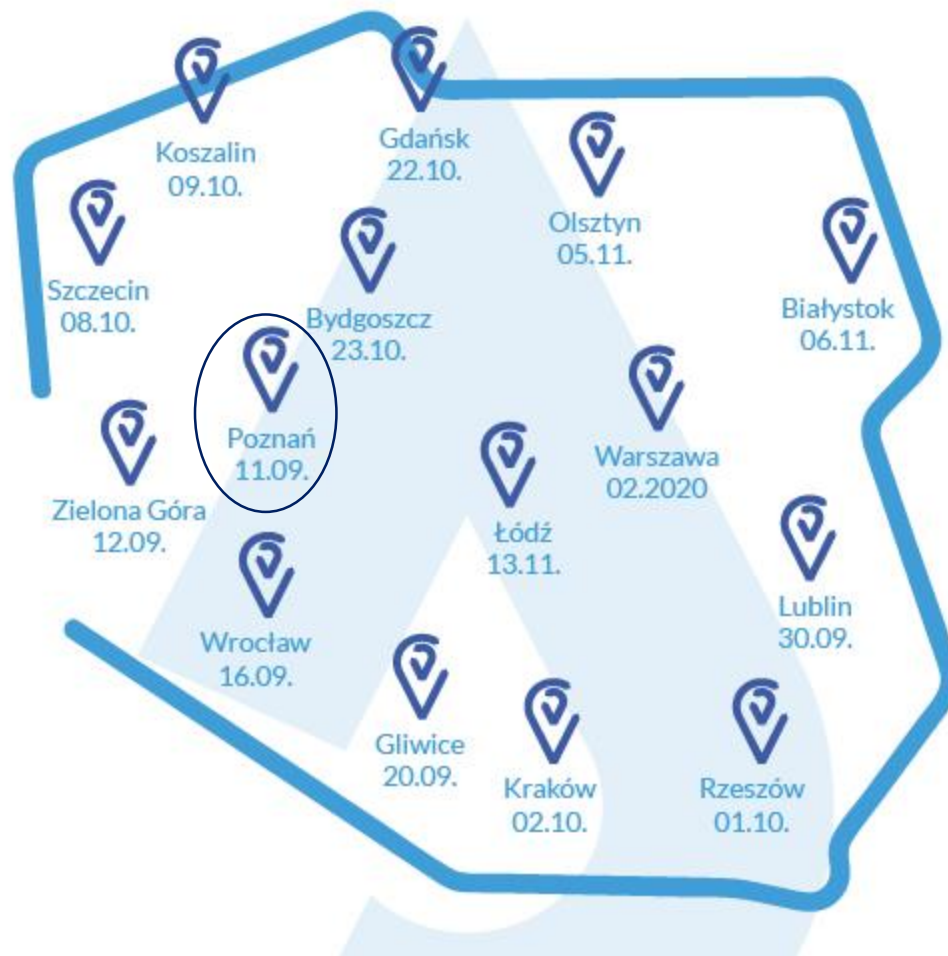 Koszalin
09.10.
Gdańsk
22.10.
Olsztyn
05.11.
Szczecin
08.10.
Bydgoszcz
23.10.
Białystok
06.11.
Poznań
11.09.
Warszawa
02.2020
Zielona Góra
12.09.
Łódź
13.11.
Lublin
30.09.
Wrocław
16.09.
Gliwice
20.09.
Kraków
02.10.
Rzeszów
01.10.